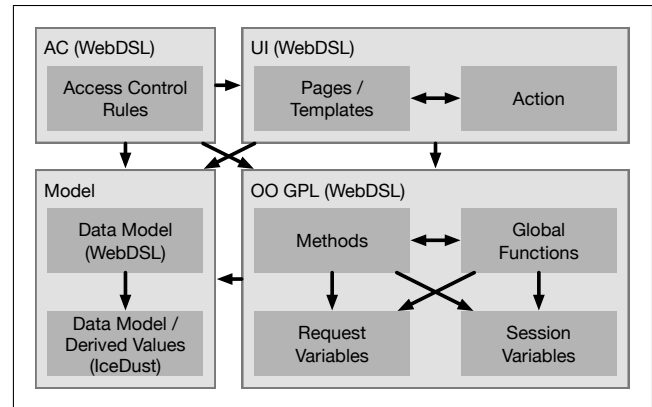 AC (WebDSL)
Access Control
Rules
UI (WebDSL)
Pages /
Templates
Action
Model
Data Model
(WebDSL)
Data Model /
Derived Values
(IceDust)
OO GPL (WebDSL)
Methods
Global
Functions
Request
Variables
Session
Variables